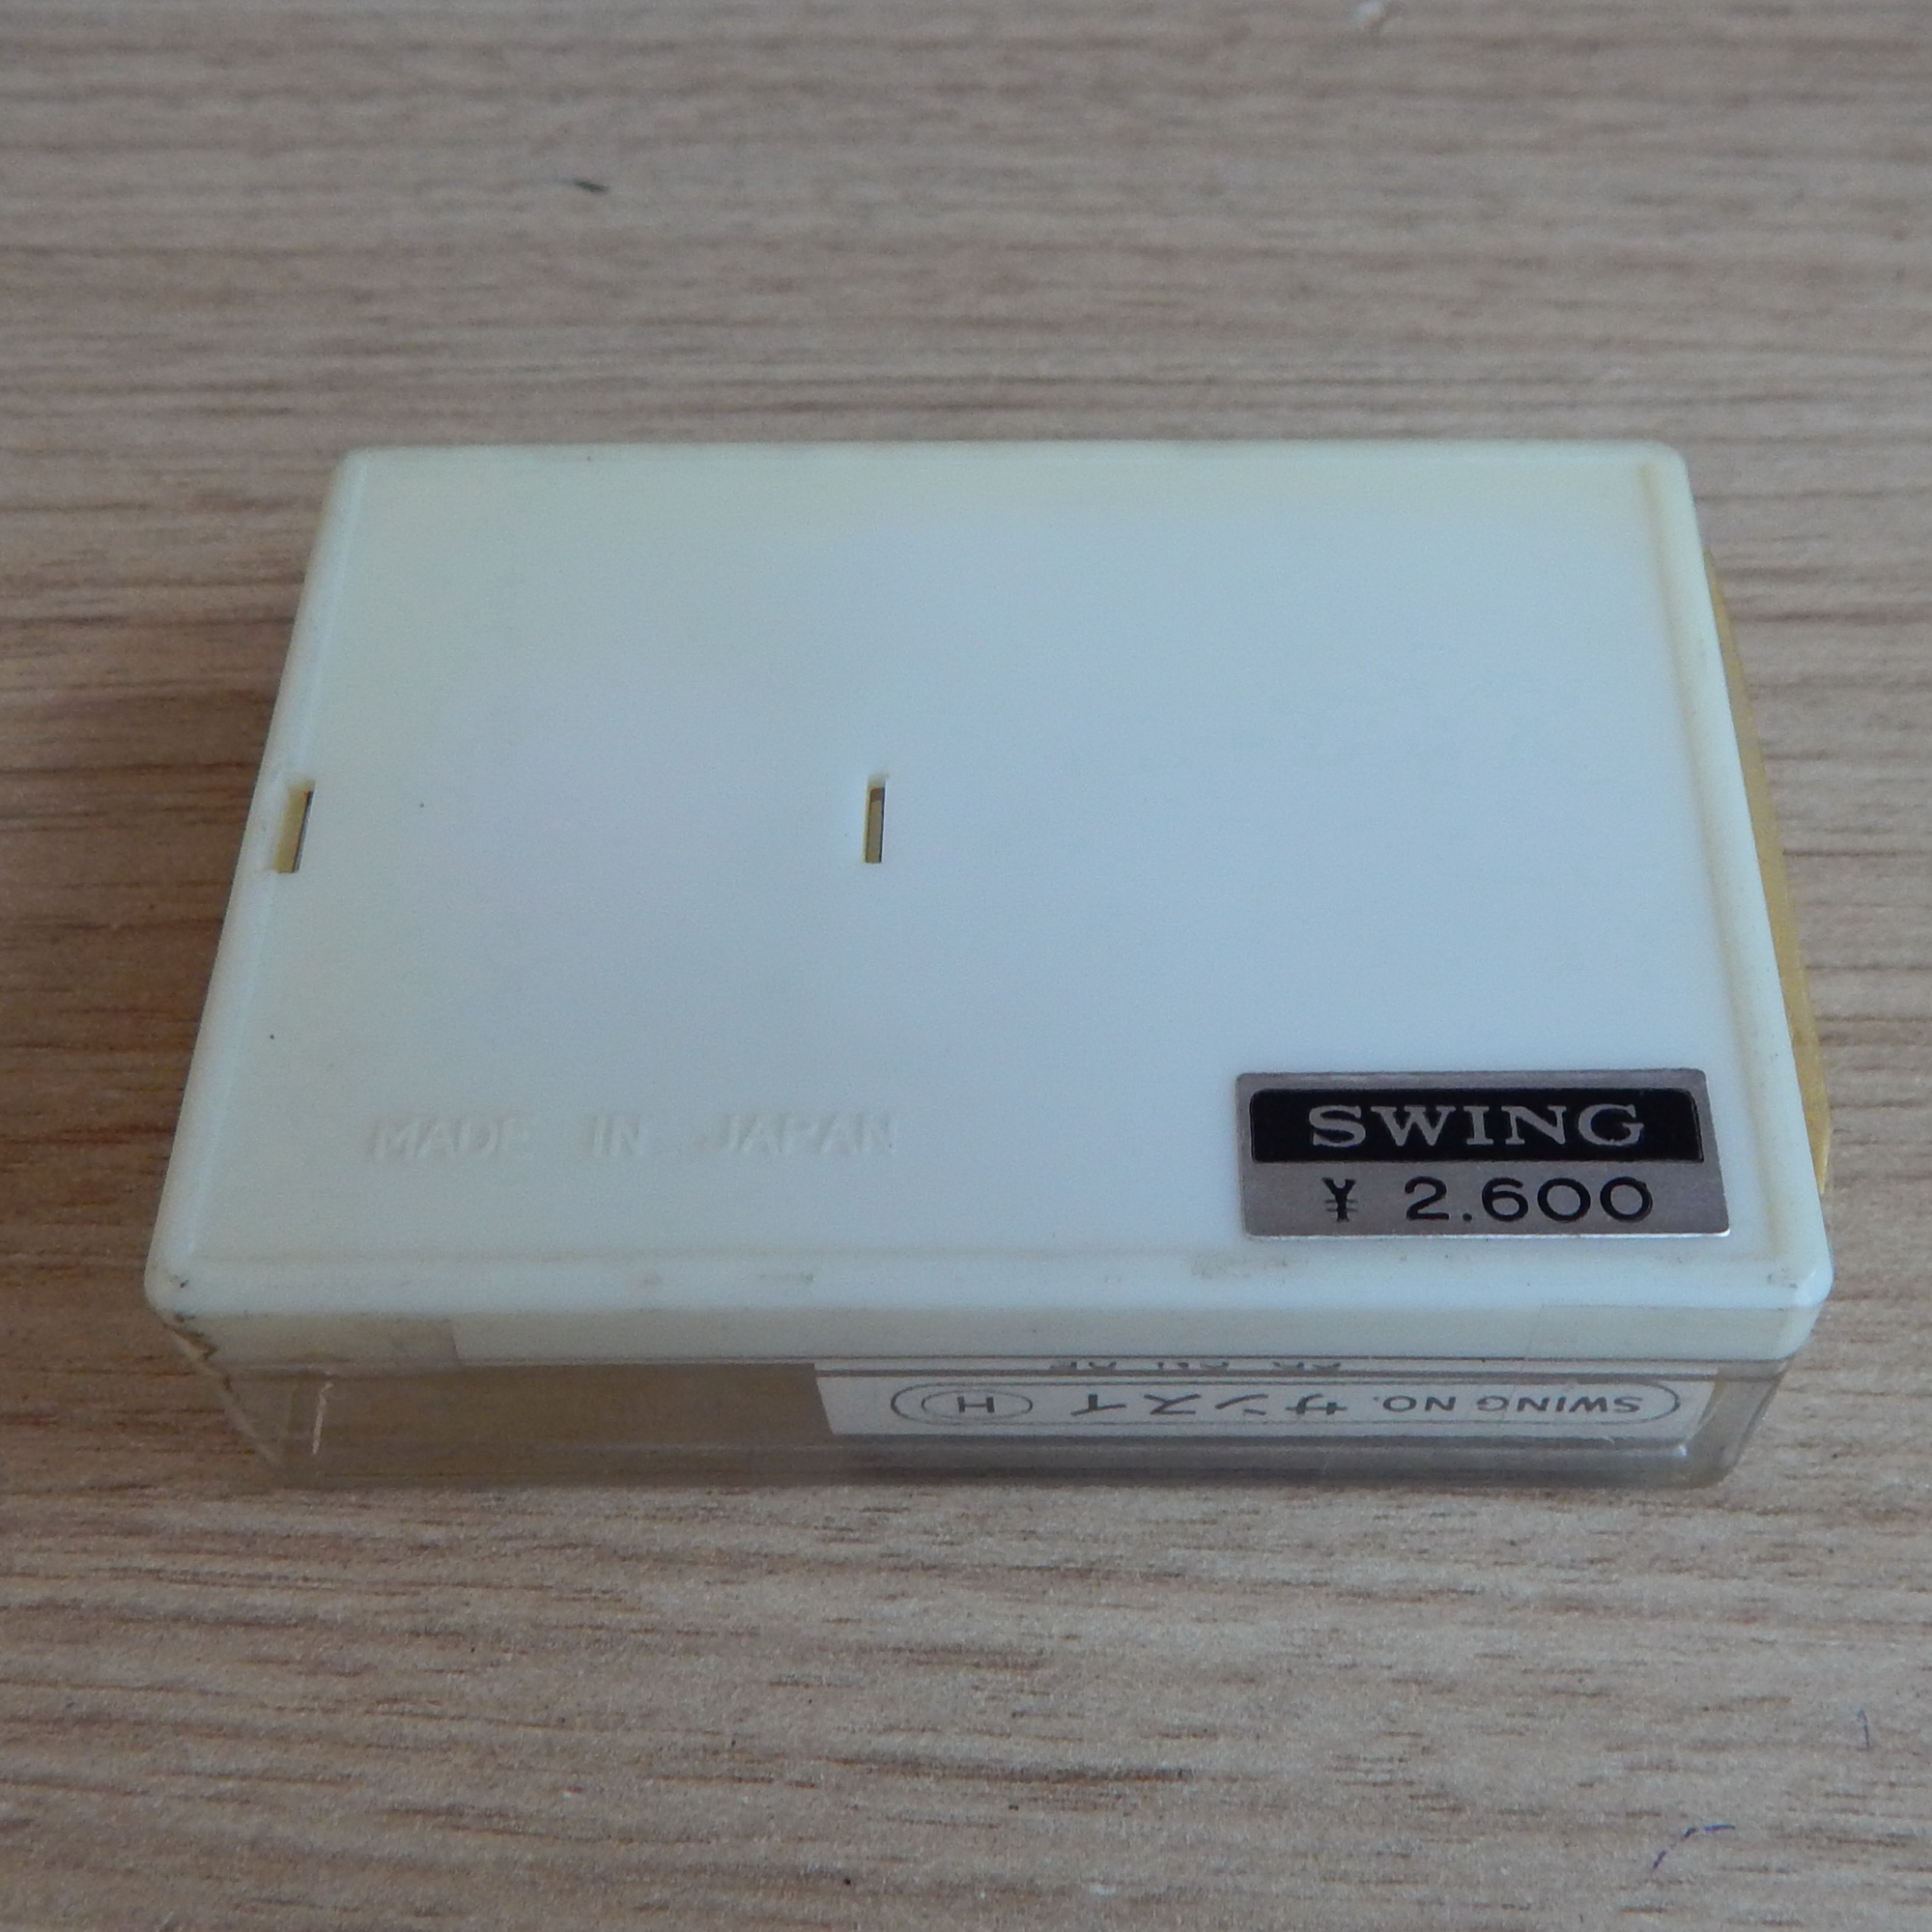 MADE IN JAPAN
SWING
¥ 2.600
SWING NO. サンスイ H